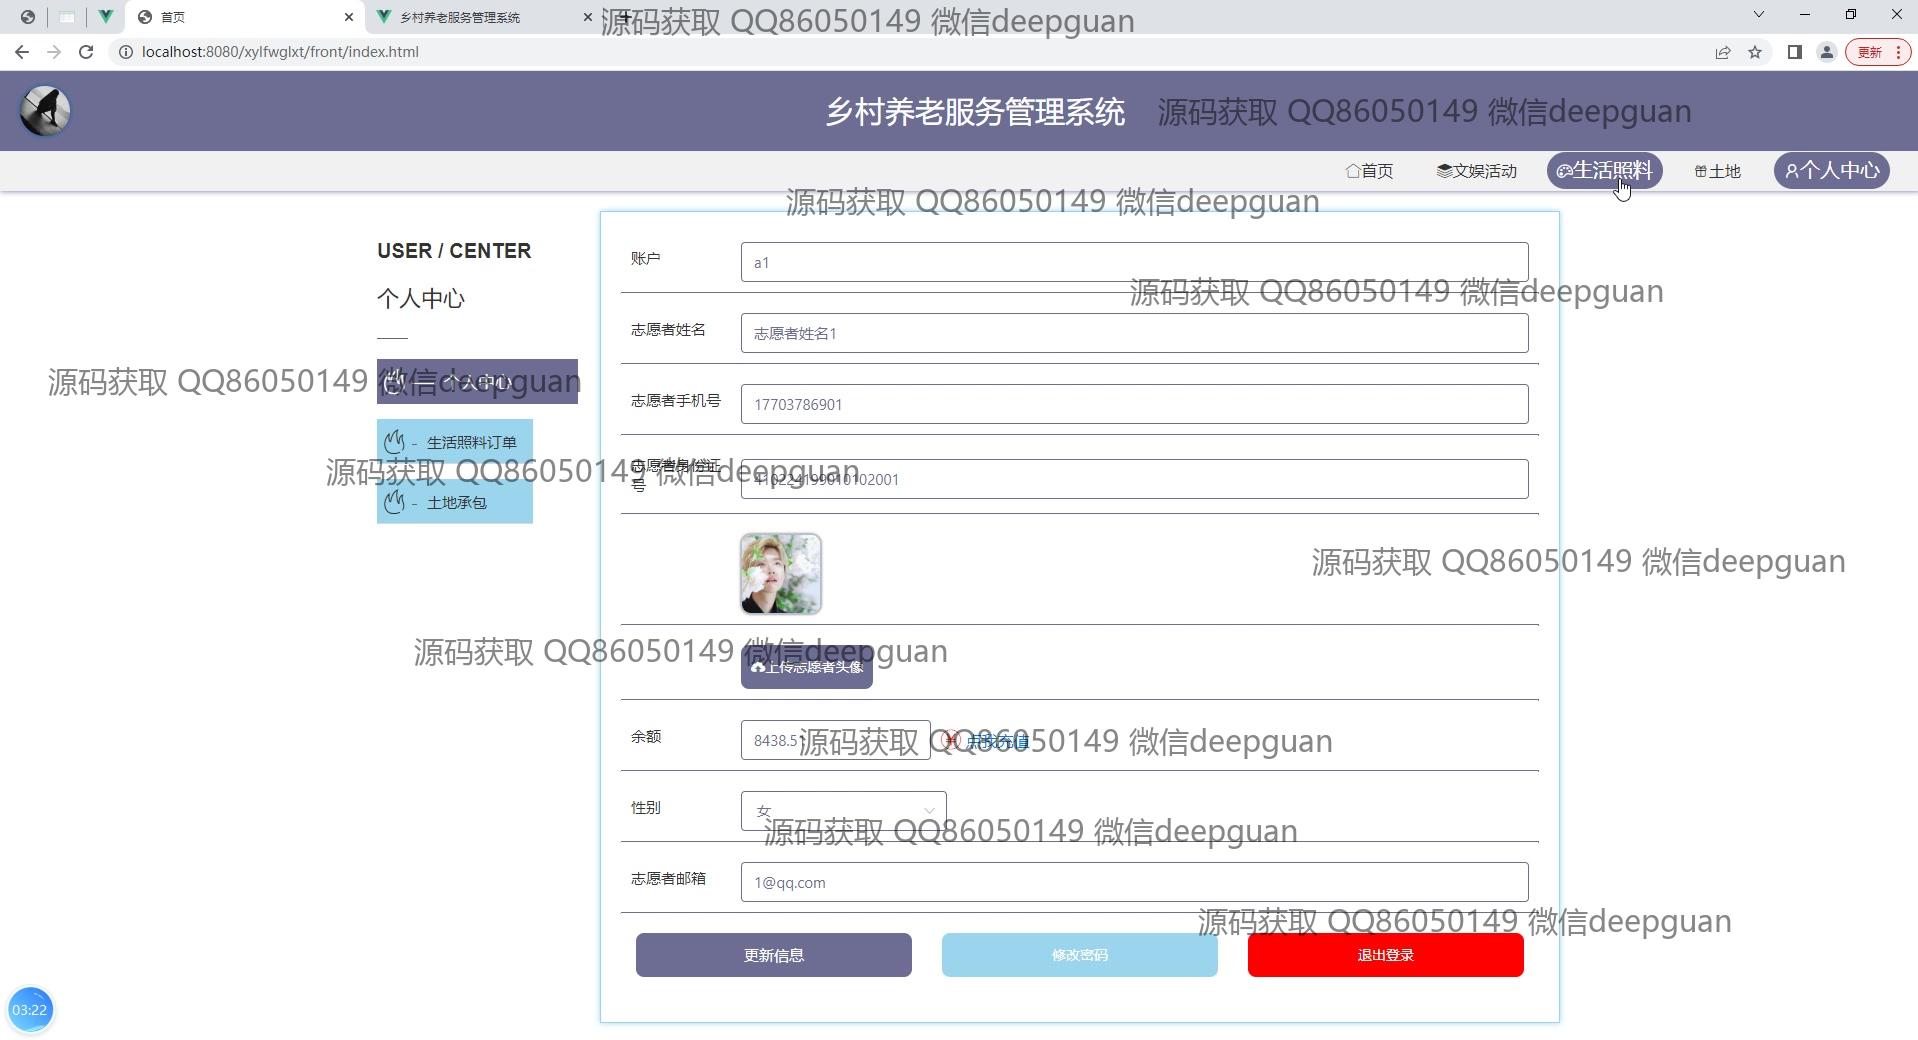 首页
乡村养老服务管理系统
源码获取 QQ86050149 微信deepguan
localhost:8080/xylfwglxt/front/index.html
更新
乡村养老服务管理系统
源码获取 QQ86050149 微信deepguan
首页
文娱活动
生活照料
土地
个人中心
源码获取 QQ86050149 微信deepguan
USER / CENTER
账户
a1
源码获取 QQ86050149 微信deepguan
个人中心
志愿者姓名
志愿者姓名1
源码获取 QQ86050149 微信deepguan
— 个人中心
志愿者手机号
17703786901
- 生活照料订单
源码获取 QQ86050149 微信deepguan
志愿者身份证号
410224199010102001
- 土地承包
源码获取 QQ86050149 微信deepguan
源码获取 QQ86050149 微信deepguan
上传志愿者头像
余额
8438.5
点我充值
源码获取 QQ86050149 微信deepguan
性别
女
源码获取 QQ86050149 微信deepguan
志愿者邮箱
1@qq.com
源码获取 QQ86050149 微信deepguan
更新信息
修改密码
退出登录
03:22